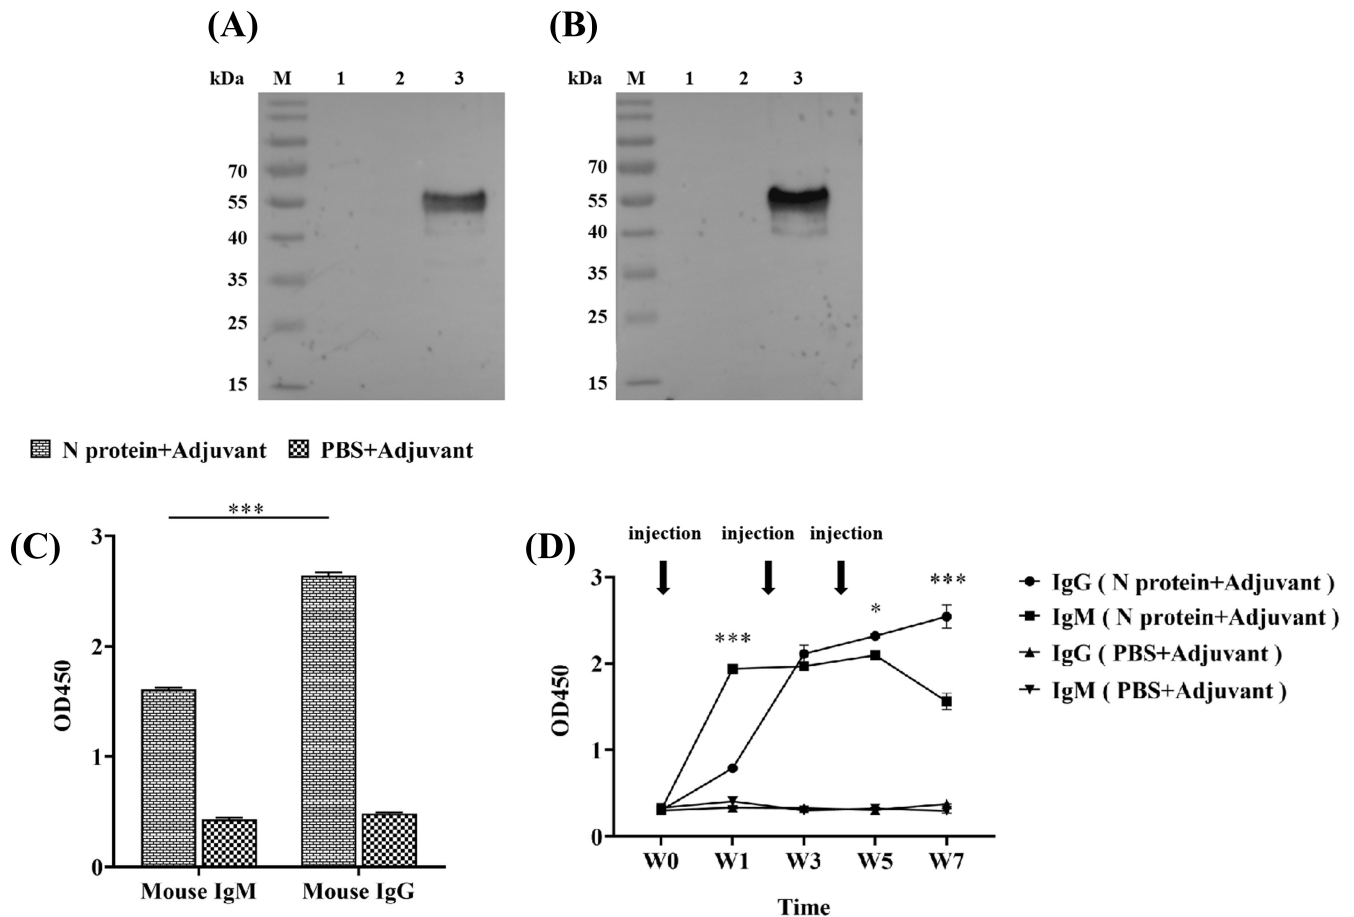 (A)
(B)
kDa M 1 2 3
kDa M 1 2 3
70
55
40
35
25
15
70
55
40
35
25
15
N protein+Adjuvant PBS+Adjuvant
(C)
***
3
2
1
0
OD450
Mouse IgM Mouse IgG
(D)
injection injection injection
3
2
1
0
OD450
***
*
***
W0 W1 W3 W5 W7
Time
IgG ( N protein+Adjuvant )
IgM ( N protein+Adjuvant )
IgG ( PBS+Adjuvant )
IgM ( PBS+Adjuvant )